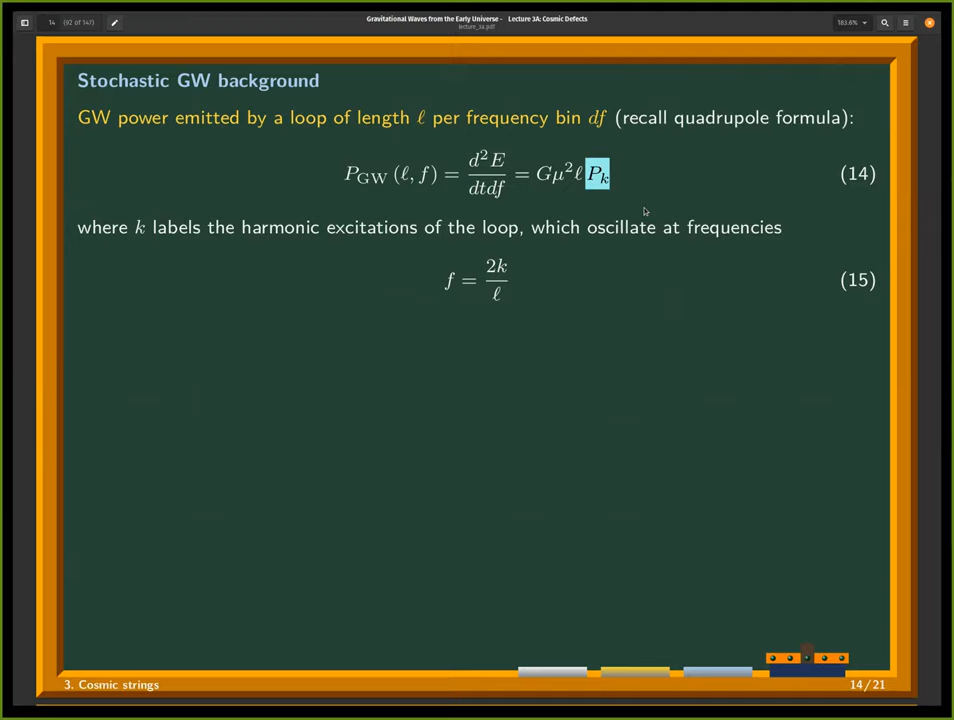 14 (92 of 147)
Gravitational Waves from the Early Universe - Lecture 3A: Cosmic Defects
lecture_3a.pdf
183.6%
Stochastic GW background
GW power emitted by a loop of length ℓ per frequency bin df (recall quadrupole formula):
P_GW (ℓ, f) = d²E/dtdf = Gμ²ℓ P_k (14)
where k labels the harmonic excitations of the loop, which oscillate at frequencies
f = 2k/ℓ (15)
3. Cosmic strings 14/21